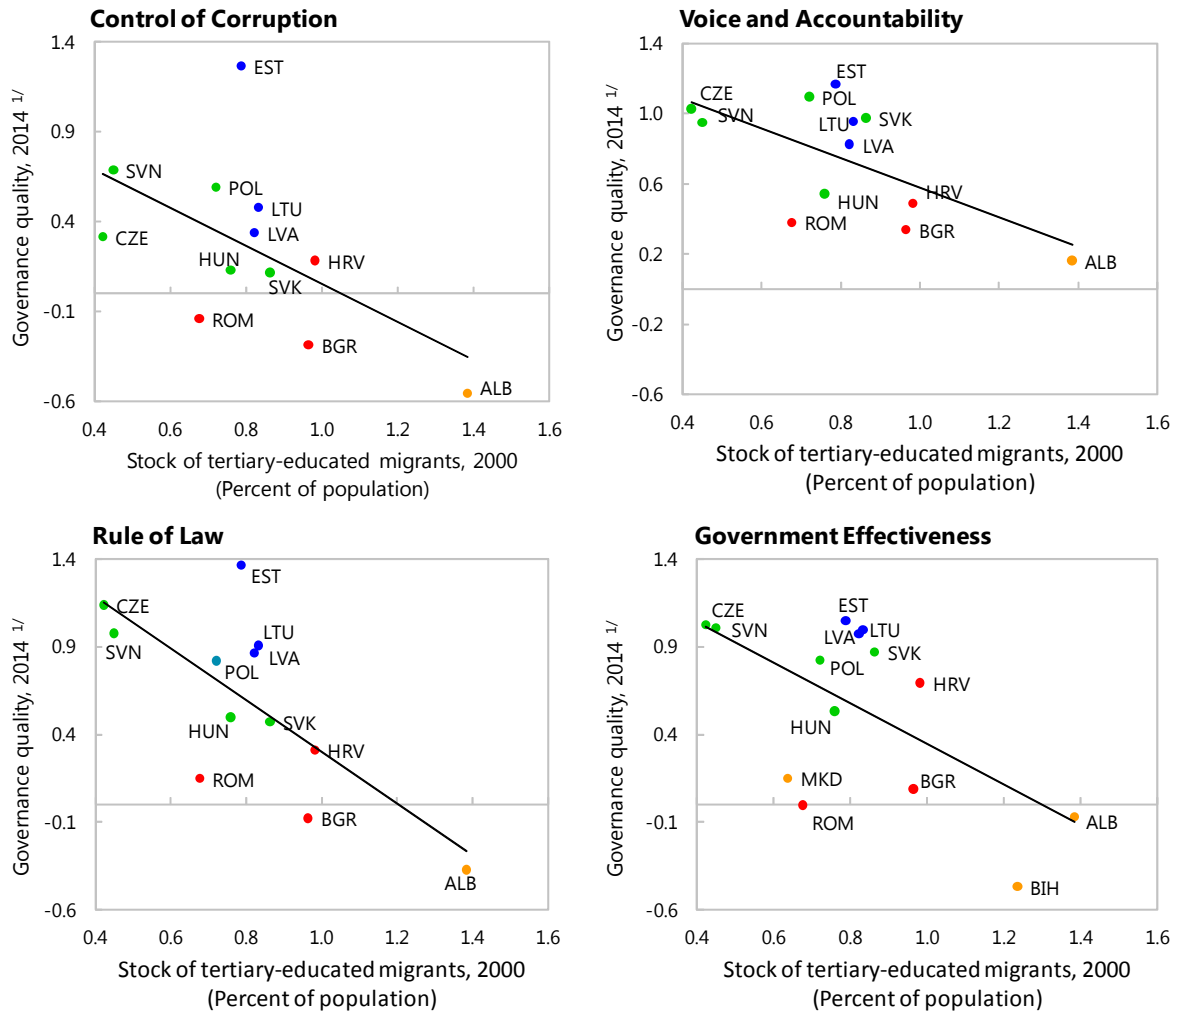 Control of Corruption
Governance quality, 2014 1/
1.4
0.9
0.4
-0.1
-0.6
EST
SVN
POL
LTU
CZE
LVA
HUN
HRV
SVK
ROM
BGR
ALB
0.4 0.6 0.8 1.0 1.2 1.4 1.6
Stock of tertiary-educated migrants, 2000
(Percent of population)
Voice and Accountability
Governance quality, 2014 1/
1.4
1.0
0.6
0.2
-0.2
-0.6
EST
CZE
POL
SVN
LTU
SVK
LVA
HRV
HUN
ROM
BGR
ALB
0.4 0.6 0.8 1.0 1.2 1.4 1.6
Stock of tertiary-educated migrants, 2000
(Percent of population)
Rule of Law
Governance quality, 2014 1/
1.4
0.9
0.4
-0.1
-0.6
EST
CZE
LTU
SVN
LVA
POL
HUN
SVK
HRV
ROM
BGR
ALB
0.4 0.6 0.8 1.0 1.2 1.4 1.6
Stock of tertiary-educated migrants, 2000
(Percent of population)
Government Effectiveness
Governance quality, 2014 1/
1.4
0.9
0.4
-0.1
-0.6
CZE
EST
SVN
LVA
LTU
SVK
POL
HRV
HUN
MKD
BGR
ROM
ALB
BIH
0.4 0.6 0.8 1.0 1.2 1.4 1.6
Stock of tertiary-educated migrants, 2000
(Percent of population)